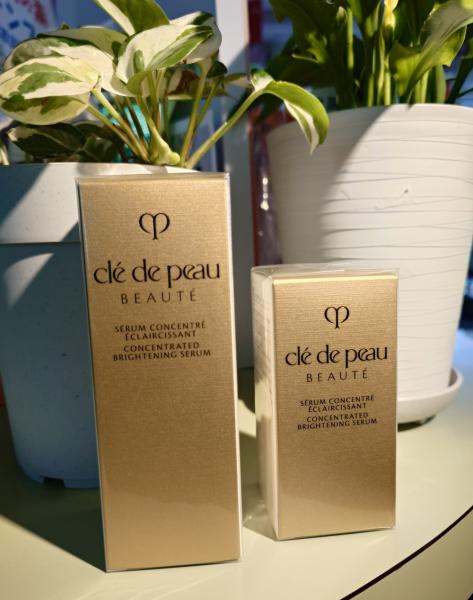 clé de peau
BEAUTÉ
SÉRUM CONCENTRÉ
ÉCLAIRCISSANT
CONCENTRATED
BRIGHTENING SERUM
clé de peau
BEAUTÉ
SÉRUM CONCENTRÉ
ÉCLAIRCISSANT
CONCENTRATED
BRIGHTENING SERUM